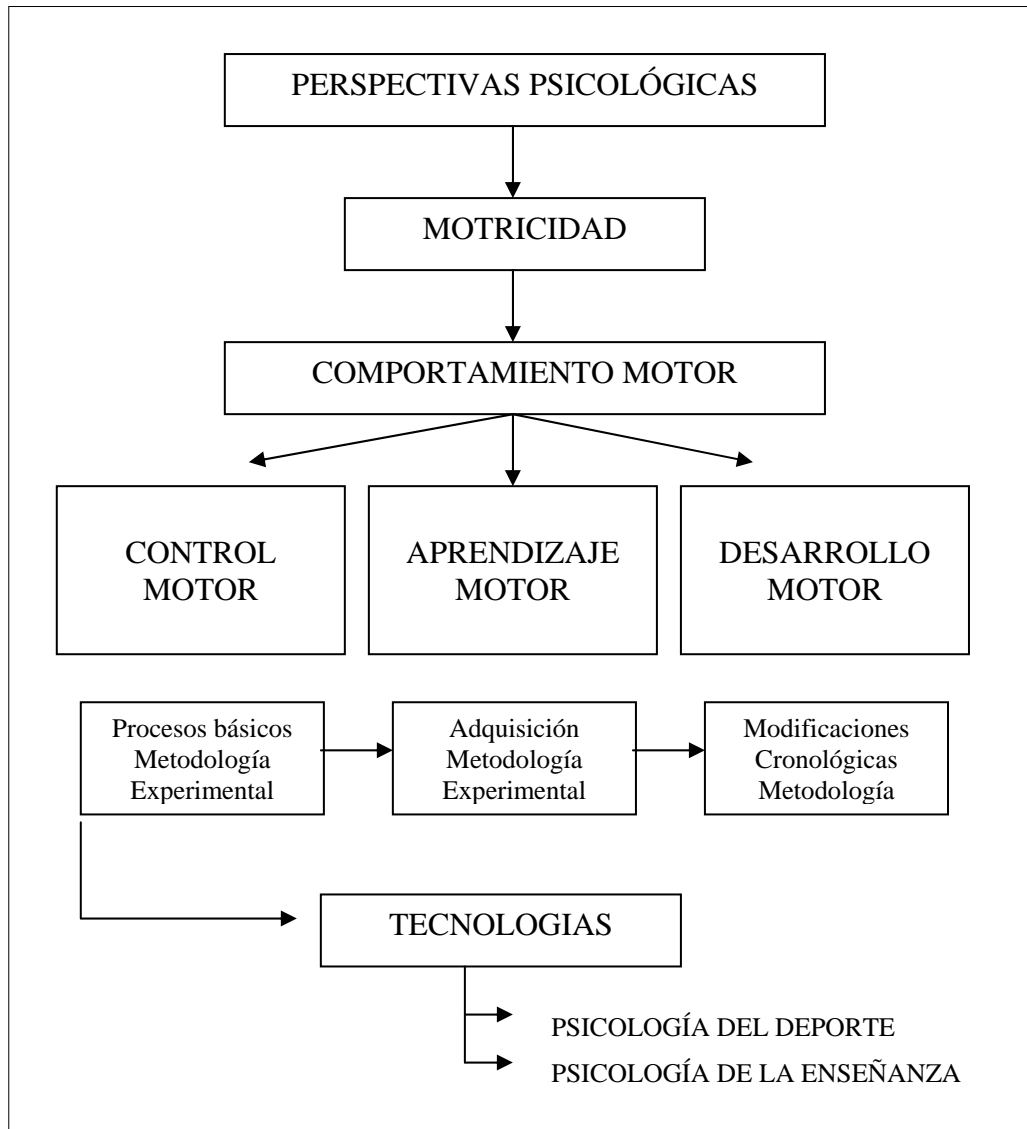 PERSPECTIVAS PSICOLÓGICAS
MOTRICIDAD
COMPORTAMIENTO MOTOR
CONTROL
MOTOR
APRENDIZAJE
MOTOR
DESARROLLO
MOTOR
Procesos básicos
Metodología
Experimental
Adquisición
Metodología
Experimental
Modificaciones
Cronológicas
Metodología
TECNOLOGIAS
PSICOLOGÍA DEL DEPORTE
PSICOLOGÍA DE LA ENSEÑANZA